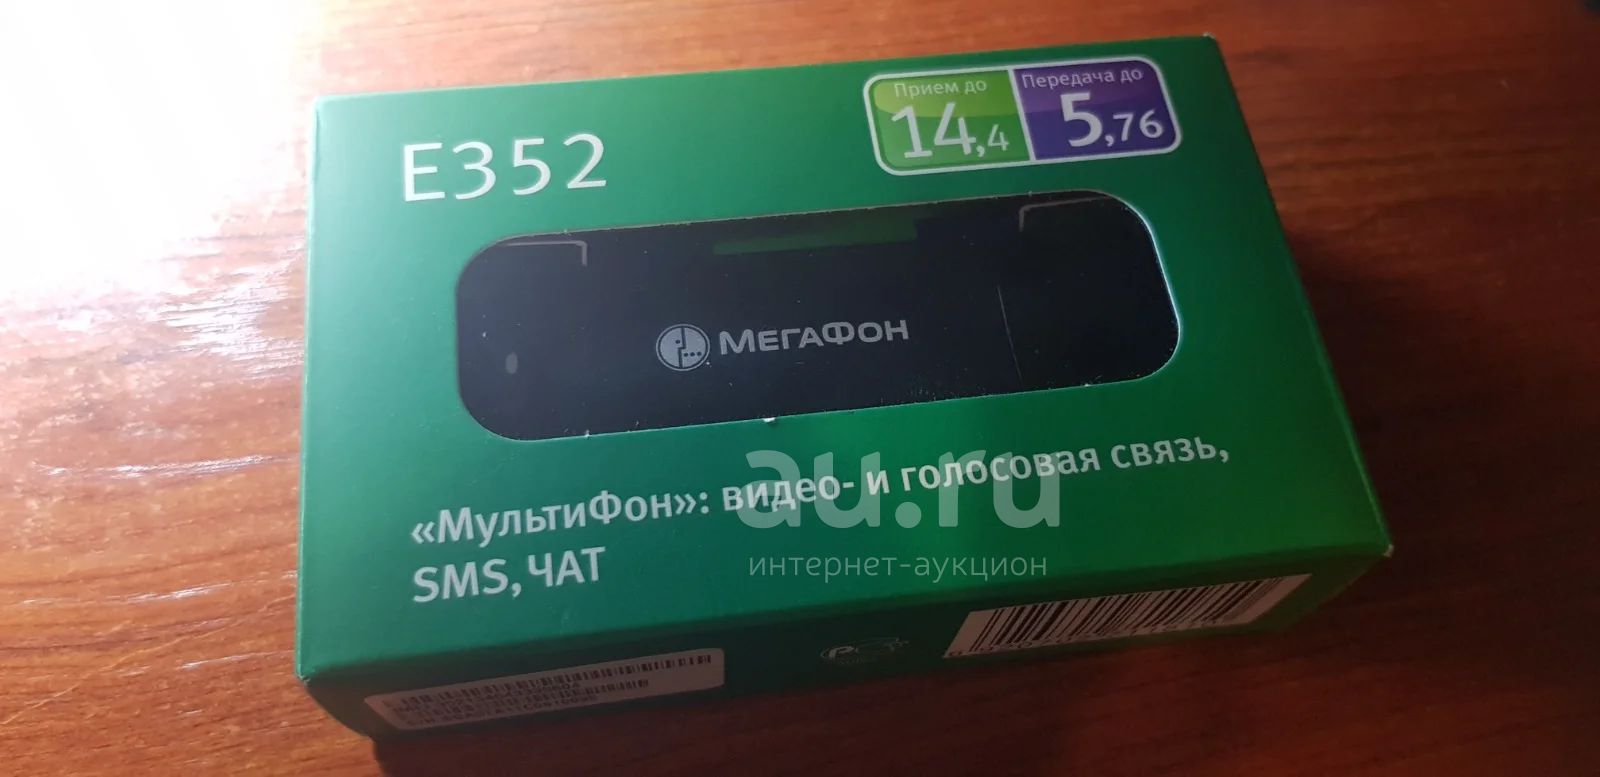 E352
Прием до
14,4
Передача до
5,76
МЕГАФОН
«МультиФон»: видео- и голосовая связь,
SMS, ЧАТ
au.ru
интернет-аукцион